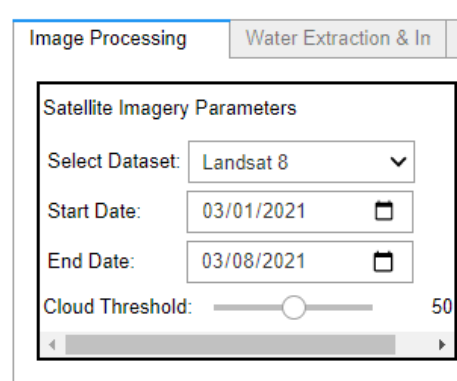 Image Processing
Water Extraction & In
Satellite Imagery Parameters
Select Dataset: Landsat 8
Start Date: 03/01/2021
End Date: 03/08/2021
Cloud Threshold: 50